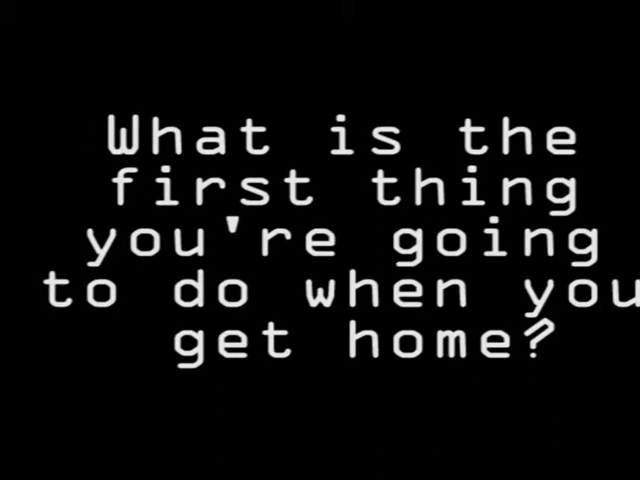 What is the
first thing
you're going
to do when you
get home?